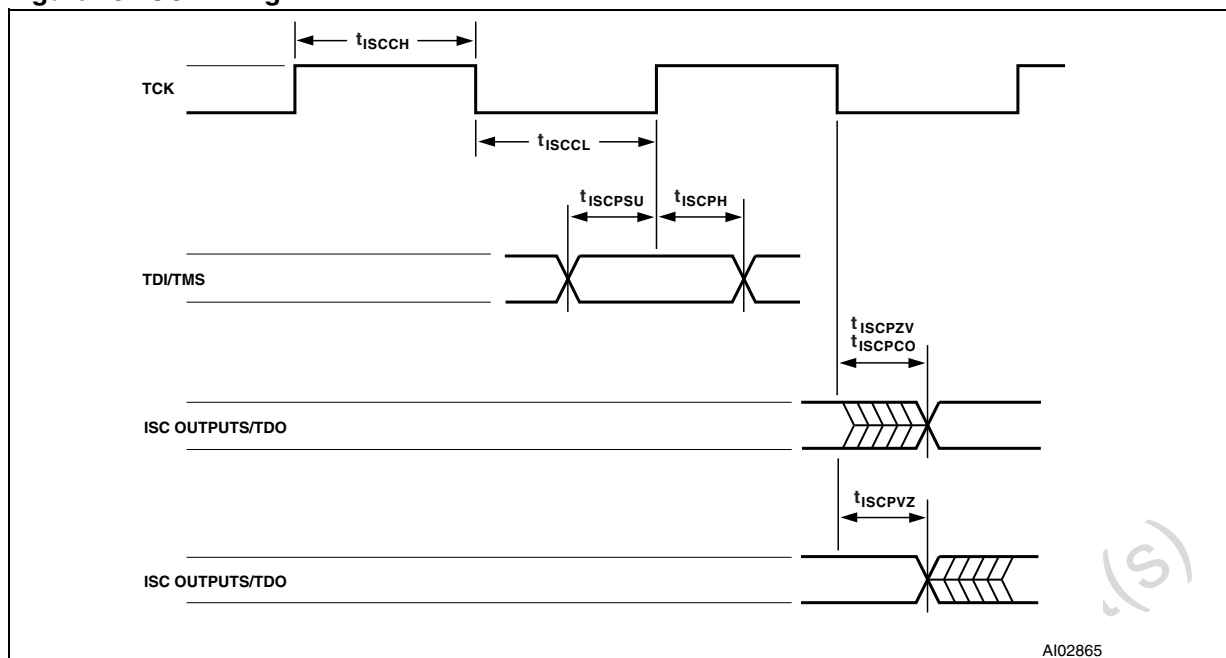 tISCCH
TCK
tISCCL
tISCPSU
tISCPH
TDI/TMS
tISCPZV
tISCPCO
ISC OUTPUTS/TDO
tISCPVZ
ISC OUTPUTS/TDO
(s)
AI02865